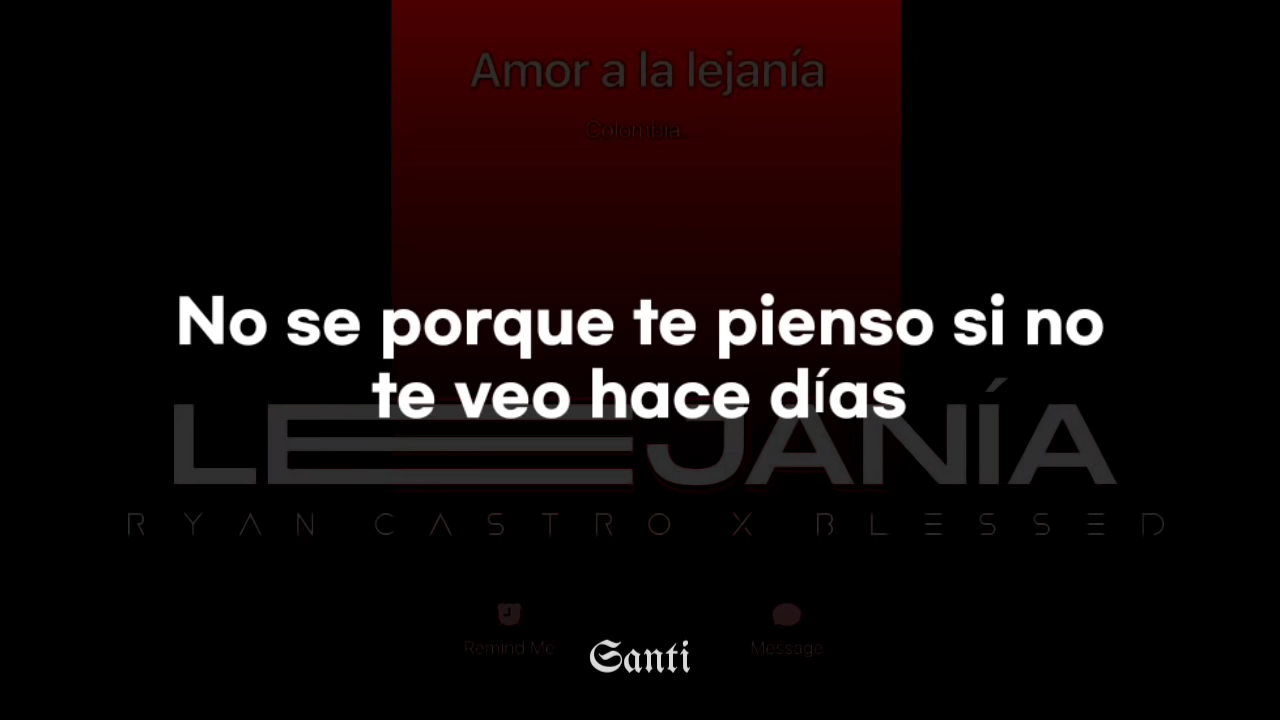 Amor a la lejanía
Colombia
No se porque te pienso si no
te veo hace días
LEJANÍA
RYAN CASTRO X BLESSED
Remind Me
Message
Santi